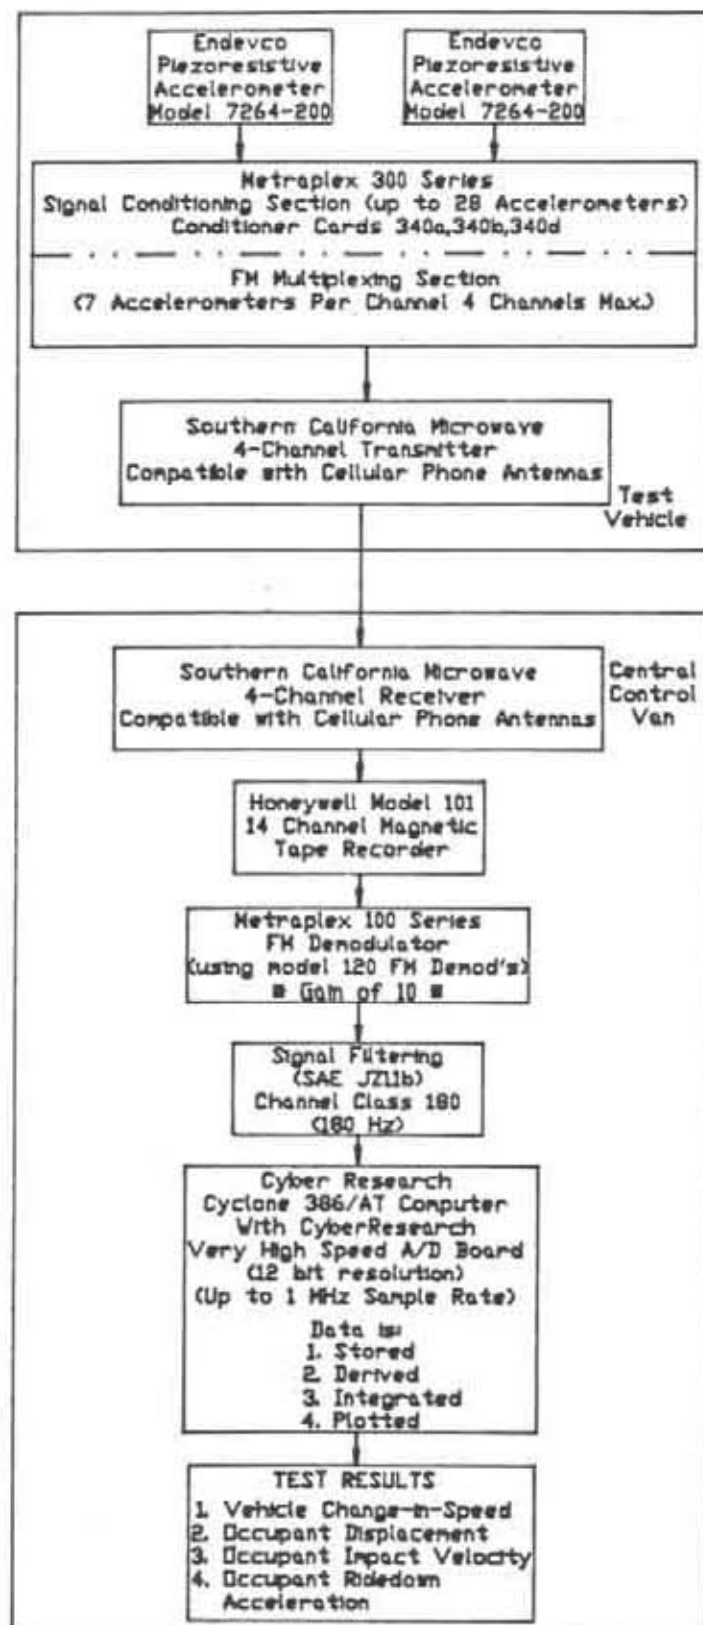 Endevco
Piezoresistive
Accelerometer
Model 7264-200
Endevco
Piezoresistive
Accelerometer
Model 7264-200
Metraplex 300 Series
Signal Conditioning Section (up to 28 Accelerometers)
Conditioner Cards 340a,340b,340d
FM Multiplexing Section
(7 Accelerometers Per Channel 4 Channels Max.)
Southern California Microwave
4-Channel Transmitter
Compatible with Cellular Phone Antennas
Test
Vehicle
Southern California Microwave
4-Channel Receiver
Compatible with Cellular Phone Antennas
Central
Control
Van
Honeywell Model 101
14 Channel Magnetic
Tape Recorder
Metraplex 100 Series
FM Demodulator
(using model 120 FM Demod's)
* Gain of 10 *
Signal Filtering
(SAE J211b)
Channel Class 180
(180 Hz)
Cyber Research
Cyclone 386/AT Computer
With CyberResearch
Very High Speed A/D Board
(12 bit resolution)
(Up to 1 MHz Sample Rate)
Data is:
1. Stored
2. Derived
3. Integrated
4. Plotted
TEST RESULTS
1. Vehicle Change-in-Speed
2. Occupant Displacement
3. Occupant Impact Velocity
4. Occupant Ridedown
Acceleration